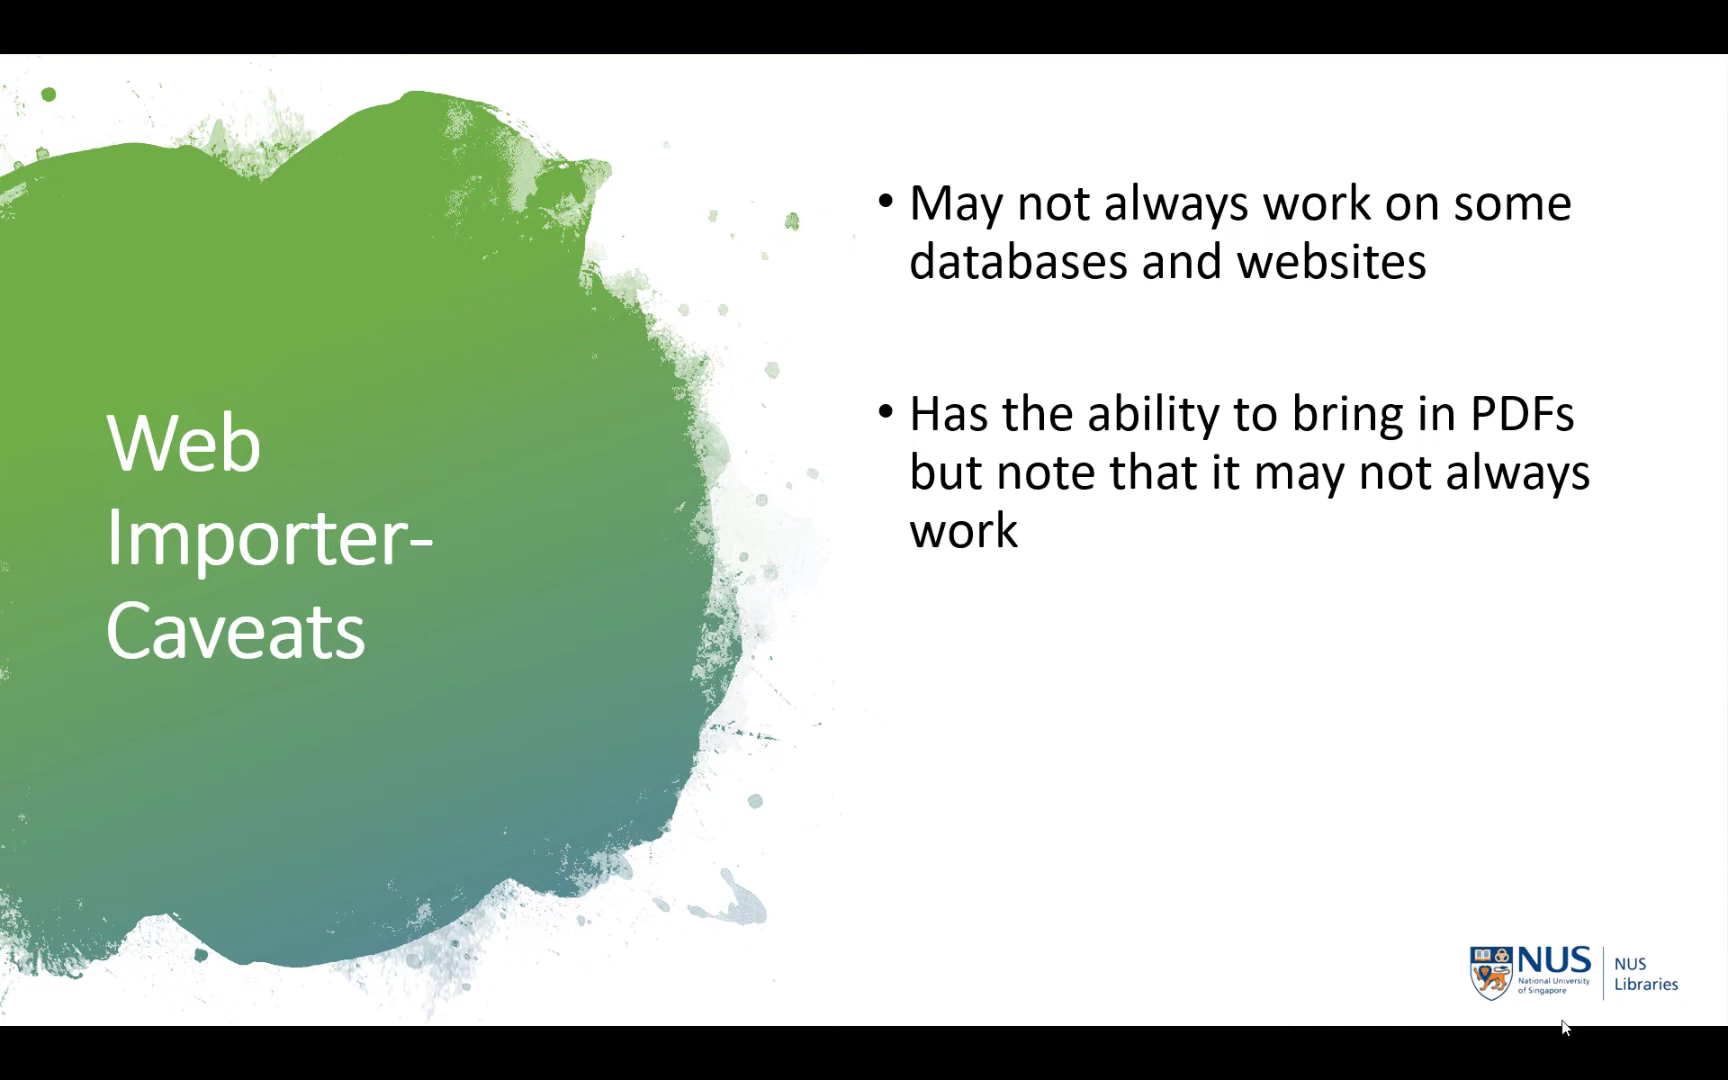 Web
Importer-
Caveats
• May not always work on some
databases and websites
• Has the ability to bring in PDFs
but note that it may not always
work
NUS
National University
of Singapore
NUS
Libraries